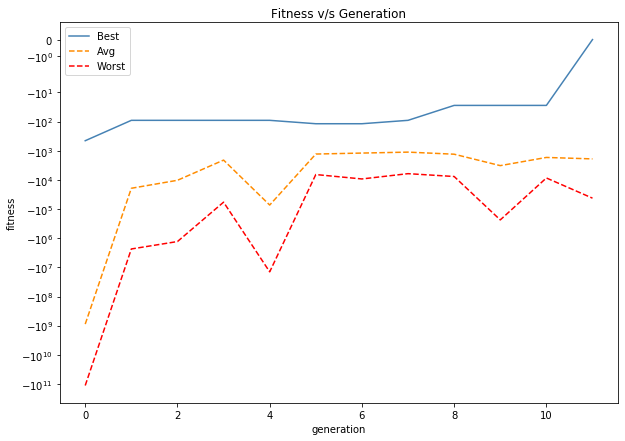 Fitness v/s Generation
Best
Avg
Worst
fitness
0
−10⁰
−10¹
−10²
−10³
−10⁴
−10⁵
−10⁶
−10⁷
−10⁸
−10⁹
−10¹⁰
−10¹¹
0 2 4 6 8 10
generation